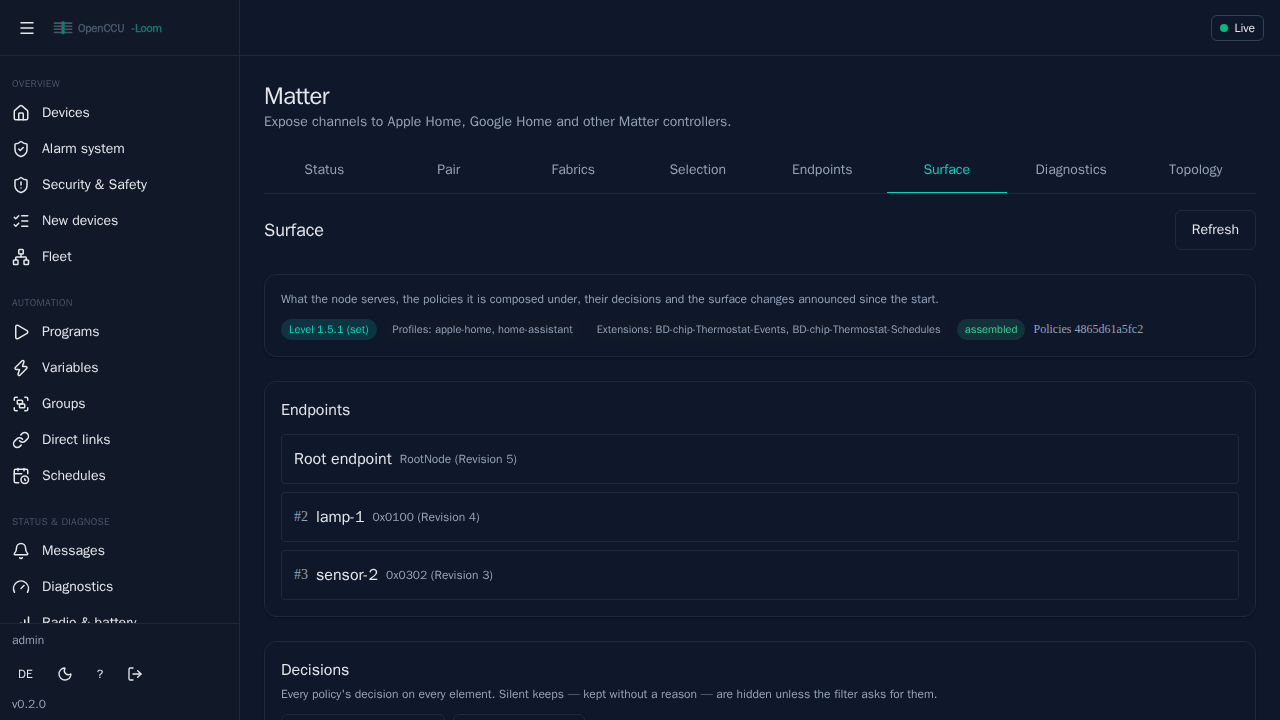 OpenCCU -Loom
Live
OVERVIEW
Devices
Alarm system
Security & Safety
New devices
Fleet
AUTOMATION
Programs
Variables
Groups
Direct links
Schedules
STATUS & DIAGNOSE
Messages
Diagnostics
Radio & battery
admin
DE
?
v0.2.0
Matter
Expose channels to Apple Home, Google Home and other Matter controllers.
Status
Pair
Fabrics
Selection
Endpoints
Surface
Diagnostics
Topology
Surface
Refresh
What the node serves, the policies it is composed under, their decisions and the surface changes announced since the start.
Level 1.5.1 (set) Profiles: apple-home, home-assistant Extensions: BD-chip-Thermostat-Events, BD-chip-Thermostat-Schedules assembled Policies 4865d61a5fc2
Endpoints
Root endpoint RootNode (Revision 5)
#2 lamp-1 0x0100 (Revision 4)
#3 sensor-2 0x0302 (Revision 3)
Decisions
Every policy's decision on every element. Silent keeps — kept without a reason — are hidden unless the filter asks for them.